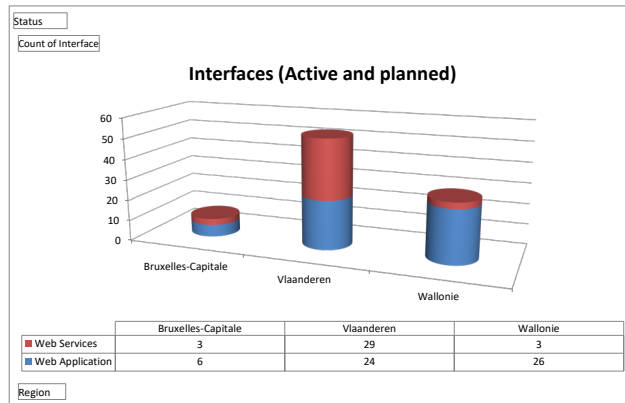 Status
Count of Interface
Interfaces (Active and planned)
60
50
40
30
20
10
0
Bruxelles-Capitale
Vlaanderen
Wallonie
Bruxelles-Capitale Vlaanderen Wallonie
Web Services 3 29 3
Web Application 6 24 26
Region